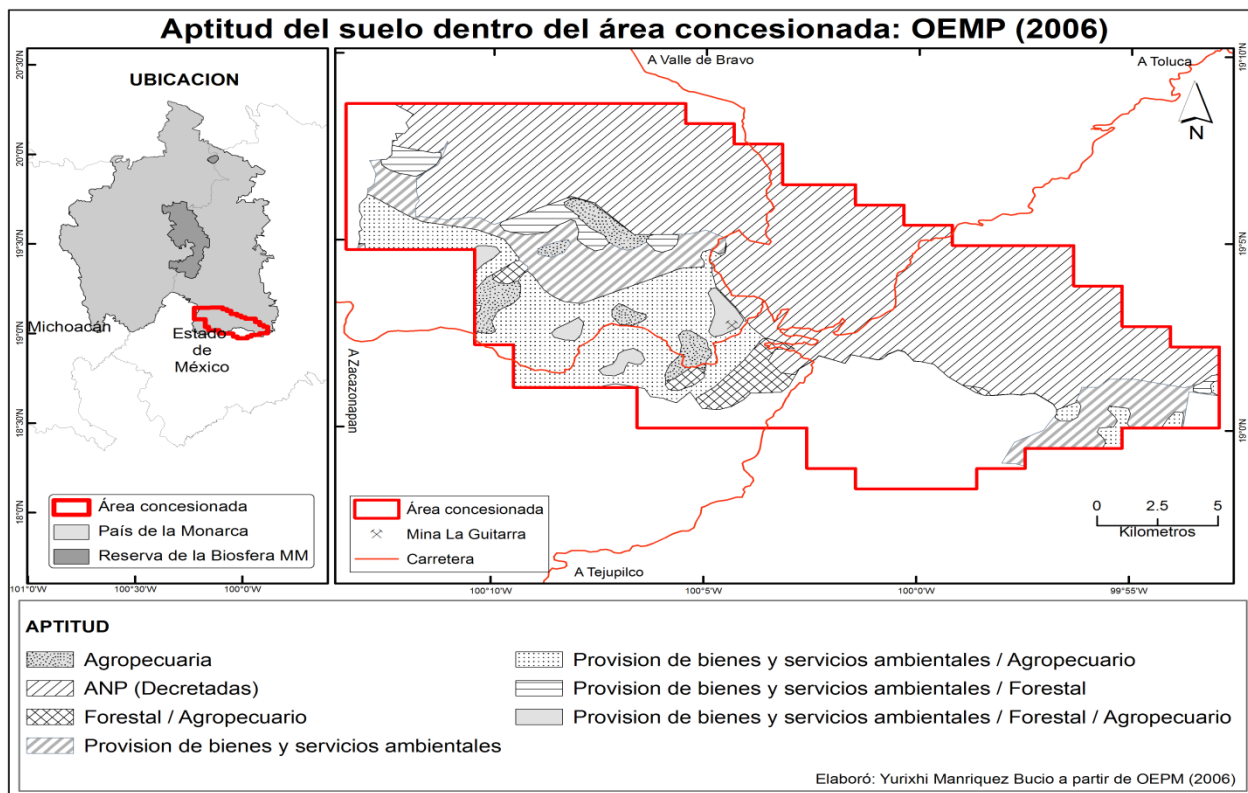 Aptitud del suelo dentro del área concesionada: OEMP (2006)
UBICACION
20°30'N
20°0'N
19°30'N
19°0'N
18°30'N
18°0'N
Michoacán
Estado
de
México
Área concesionada
País de la Monarca
Reserva de la Biosfera MM
101°0'W
100°30'W
100°0'W
A Valle de Bravo
A Toluca
N
19°10'N
19°5'N
19°0'N
A Zacazonapan
Área concesionada
Mina La Guitarra
Carretera
A Tejupilco
0 2.5 5
Kilometros
100°10'W
100°5'W
100°0'W
99°55'W
APTITUD
Agropecuaria
ANP (Decretadas)
Forestal / Agropecuario
Provision de bienes y servicios ambientales
Provision de bienes y servicios ambientales / Agropecuario
Provision de bienes y servicios ambientales / Forestal
Provision de bienes y servicios ambientales / Forestal / Agropecuario
Elaboró: Yurixhi Manriquez Bucio a partir de OEPM (2006)